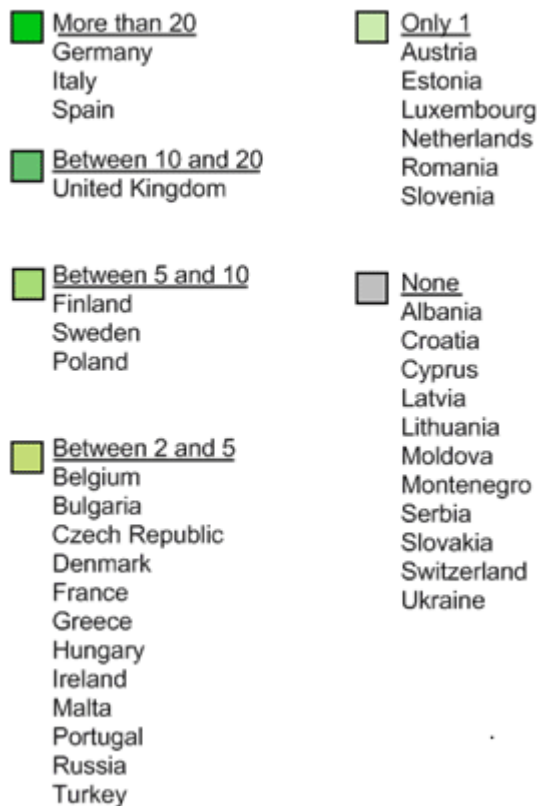 More than 20
Germany
Italy
Spain
Between 10 and 20
United Kingdom
Between 5 and 10
Finland
Sweden
Poland
Between 2 and 5
Belgium
Bulgaria
Czech Republic
Denmark
France
Greece
Hungary
Ireland
Malta
Portugal
Russia
Turkey
Only 1
Austria
Estonia
Luxembourg
Netherlands
Romania
Slovenia
None
Albania
Croatia
Cyprus
Latvia
Lithuania
Moldova
Montenegro
Serbia
Slovakia
Switzerland
Ukraine